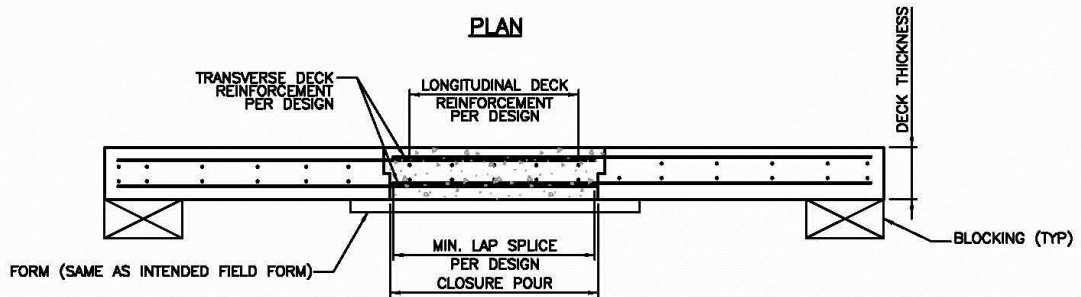 PLAN
DECK THICKNESS
TRANSVERSE DECK
REINFORCEMENT
PER DESIGN
LONGITUDINAL DECK
REINFORCEMENT
PER DESIGN
BLOCKING (TYP)
FORM (SAME AS INTENDED FIELD FORM)
MIN. LAP SPLICE
PER DESIGN
CLOSURE POUR